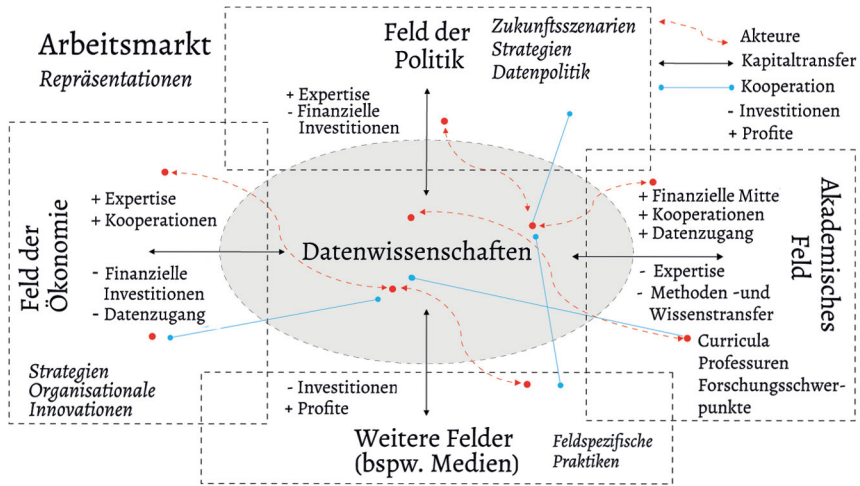 Arbeitsmarkt
Repräsentationen
Feld der
Politik
Zukunftsszenarien
Strategien
Datenpolitik
Akteure
Kapitaltransfer
Kooperation
- Investitionen
+ Profite
+ Expertise
- Finanzielle
Investitionen
Feld der
Ökonomie
+ Expertise
+ Kooperationen
- Finanzielle
Investitionen
- Datenzugang
Strategien
Organisationale
Innovationen
Datenwissenschaften
+ Finanzielle Mitte
+ Kooperationen
+ Datenzugang
- Expertise
- Methoden -und
Wissenstransfer
Akademisches
Feld
Curricula
Professuren
Forschungsschwer-
punkte
- Investitionen
+ Profite
Weitere Felder
(bspw. Medien)
Feldspezifische
Praktiken